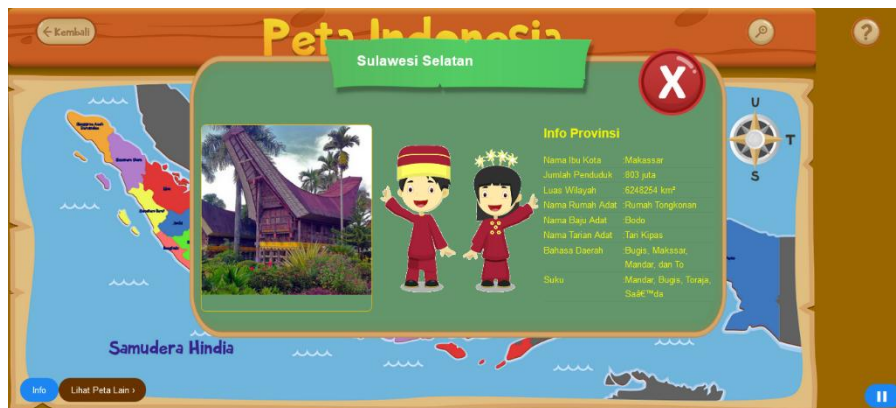 Kembali
Peta Indonesia
?
Sulawesi Selatan
X
Info Provinsi
Nama Ibu Kota :Makassar
Jumlah Penduduk :803 juta
Luas Wilayah :6248254 km²
Nama Rumah Adat :Rumah Tongkonan
Nama Baju Adat :Bodo
Nama Tarian Adat :Tari Kipas
Bahasa Daerah :Bugis, Makssar,
Mandar, dan To
Suku :Mandar, Bugis, Toraja,
Saâ€™da
U
T
S
Samudera Hindia
Info
Lihat Peta Lain ›